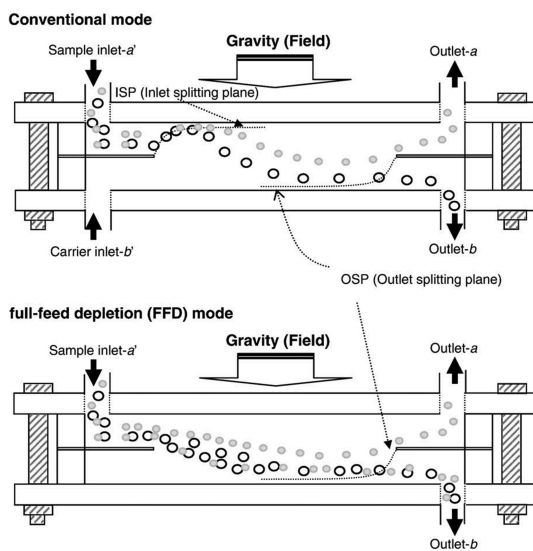 Conventional mode
Sample inlet-a'
Gravity (Field)
Outlet-a
ISP (Inlet splitting plane)
Carrier inlet-b'
Outlet-b
OSP (Outlet splitting plane)
full-feed depletion (FFD) mode
Sample inlet-a'
Gravity (Field)
Outlet-a
Outlet-b